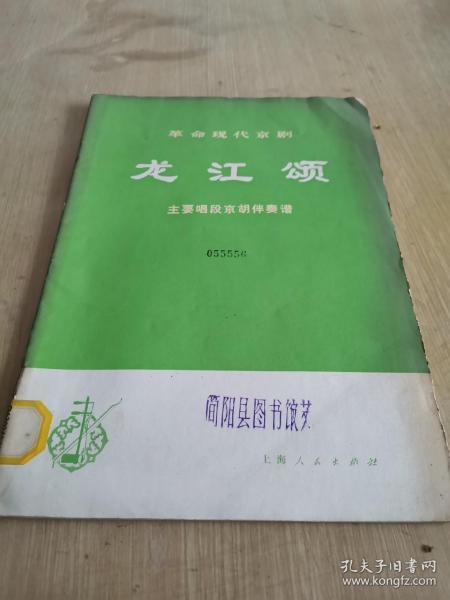 革命现代京剧
龙江颂
主要唱段京胡伴奏谱
055556
简阳县图书馆
上海人民出版社
孔夫子旧书网
www.kongfz.com